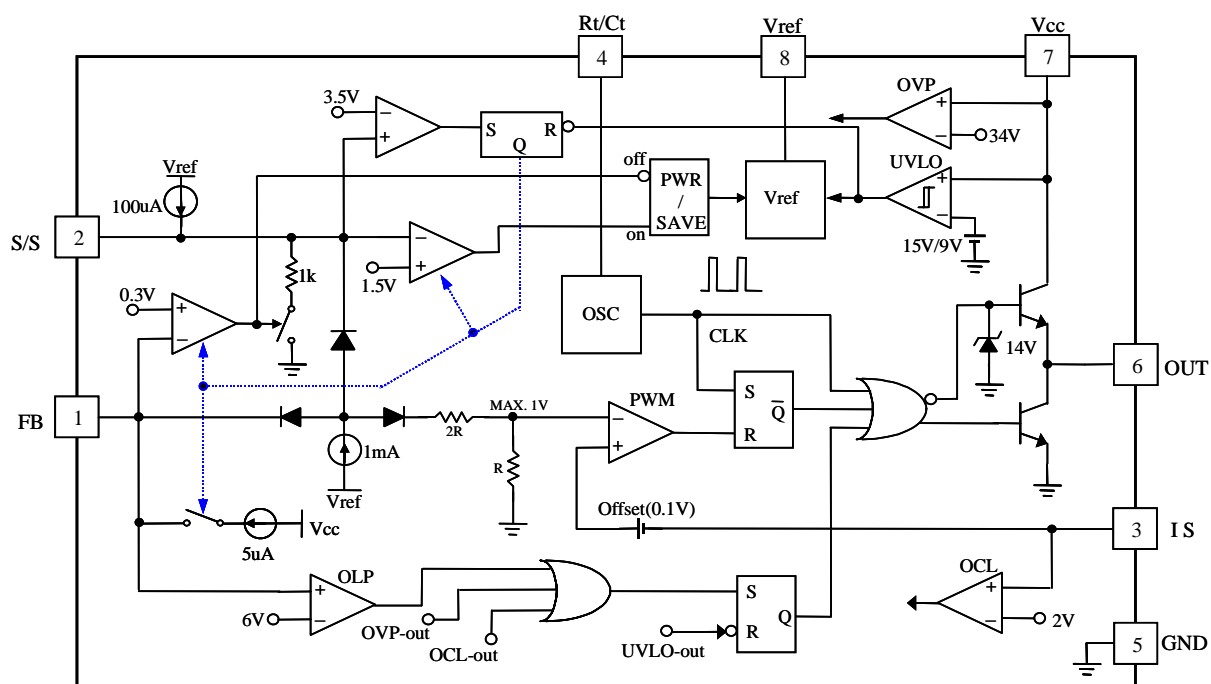 Rt/Ct
Vref
Vcc
4
8
7
3.5V
−
+
S
R
Q
OVP
+
−
34V
Vref
100uA
off
PWR
/
SAVE
on
Vref
UVLO
+
−
15V/9V
S/S
2
1k
−
+
1.5V
0.3V
+
−
OSC
CLK
14V
6
OUT
FB
1
MAX. 1V
2R
R
1mA
Vref
PWM
−
+
S
Q
R
Vcc
5uA
Offset(0.1V)
3
I S
OLP
+
−
6V
OVP-out
OCL-out
S
Q
R
UVLO-out
OCL
+
−
2V
5
GND